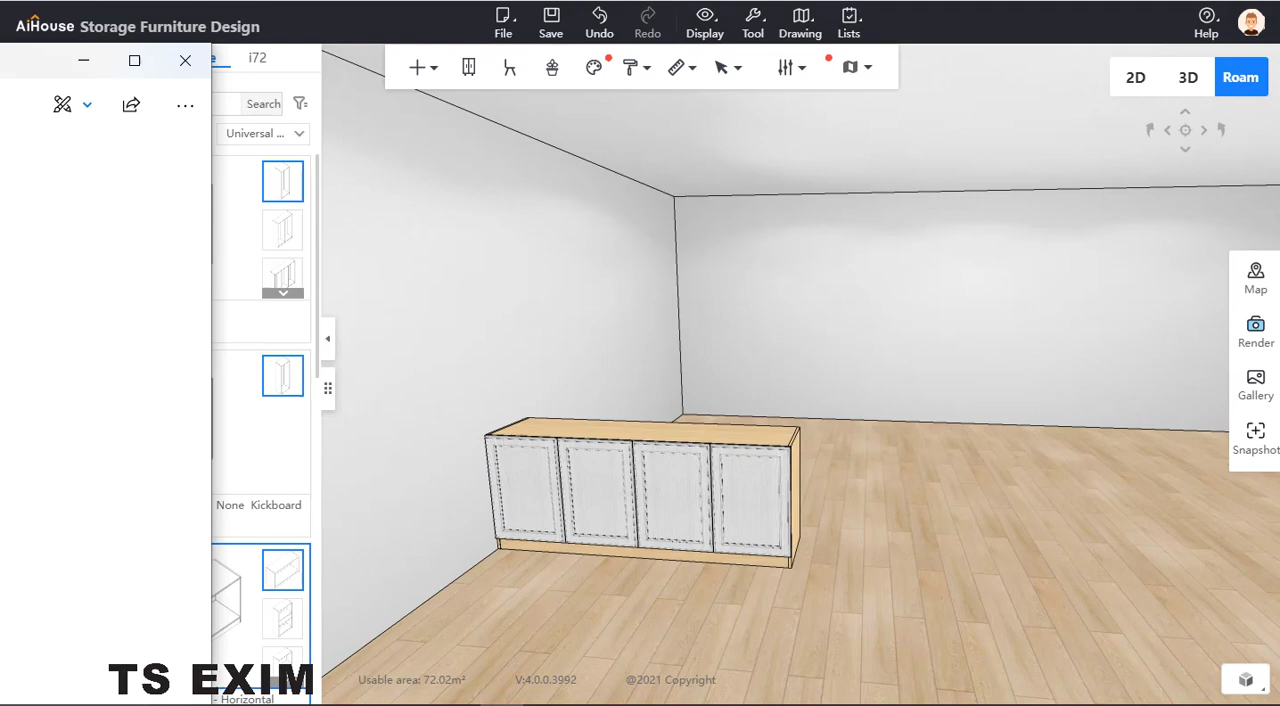 AiHouse Storage Furniture Design
File
Save
Undo
Redo
Display
Tool
Drawing
Lists
Help
i72
Search
Universal ...
2D
3D
Roam
Map
Render
Gallery
Snapshot
None Kickboard
TS EXIM
- Horizontal
Usable area: 72.02m²
V:4.0.0.3992
@2021 Copyright